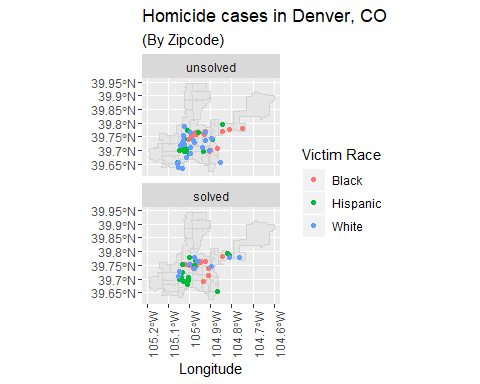 Homicide cases in Denver, CO
(By Zipcode)
unsolved
39.95°N
39.9°N
39.85°N
39.8°N
39.75°N
39.7°N
39.65°N
solved
39.95°N
39.9°N
39.85°N
39.8°N
39.75°N
39.7°N
39.65°N
105.2°W
105.1°W
105°W
104.9°W
104.8°W
104.7°W
104.6°W
Longitude
Victim Race
Black
Hispanic
White